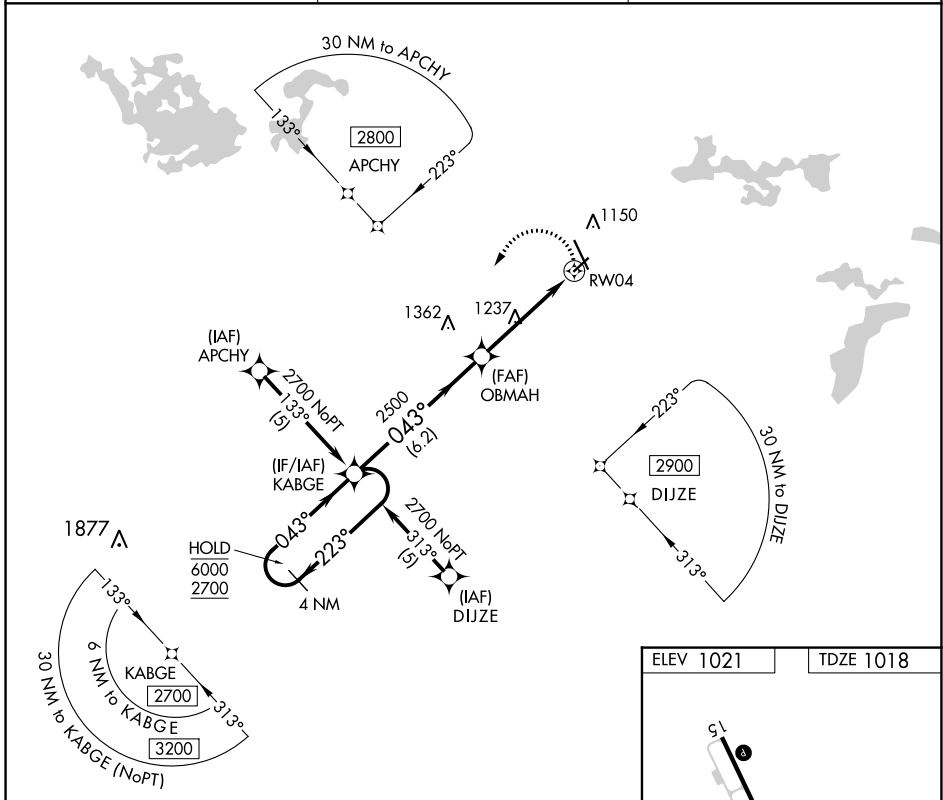 30 NM to APCHY
133°
2800
APCHY
223°
1150
RW04
1362
1237
(IAF)
APCHY
2700 NoPT
133°
(5)
(FAF)
OBMAH
2500
043°
(6.2)
(IF/IAF)
KABGE
223°
2900
DIJZE
30 NM to DIJZE
313°
1877
HOLD
6000
2700
043°
223°
4 NM
2700 NoPT
313°
(5)
(IAF)
DIJZE
133°
KABGE
2700
6 NM to KABGE
313°
3200
30 NM to KABGE (NoPT)
ELEV 1021
TDZE 1018
15
P